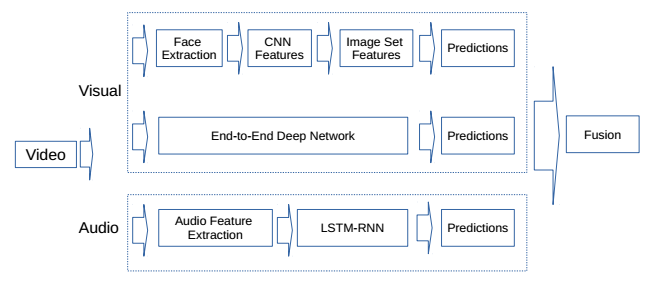 Face
Extraction
CNN
Features
Image Set
Features
Predictions
Visual
End-to-End Deep Network
Predictions
Fusion
Video
Audio
Audio Feature
Extraction
LSTM-RNN
Predictions